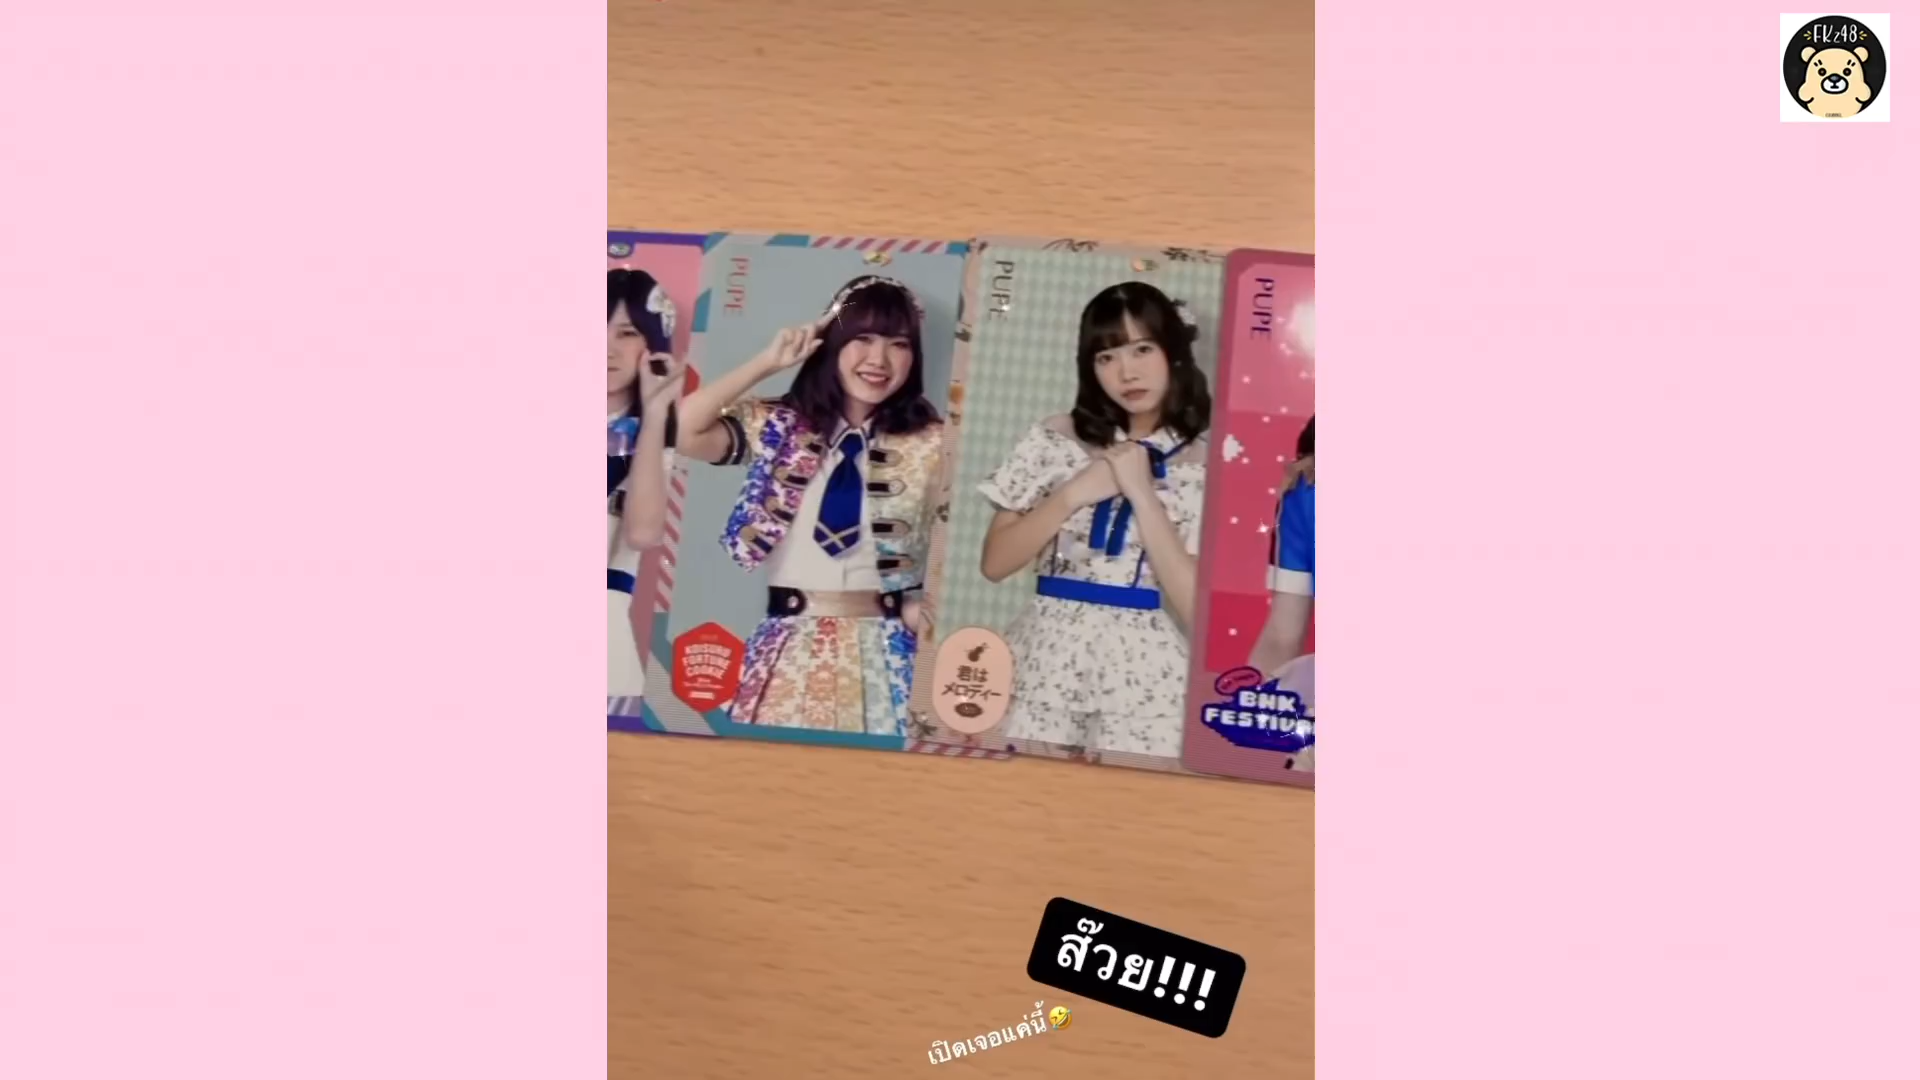 FKz48
PUPE
PUPE
PUPE
KOISURU
FORTUNE
COOKIE
君は
メロディー
BNK
FESTIVA
ส๊วย!!!
เปิดเจอแค่นี้🤣